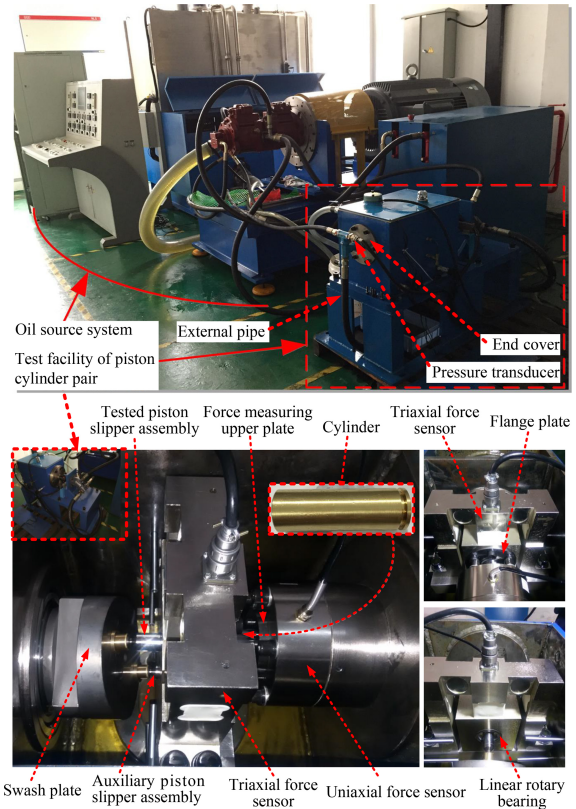 Oil source system
External pipe
End cover
Test facility of piston
cylinder pair
Pressure transducer
Tested piston
slipper assembly
Force measuring
upper plate
Cylinder
Triaxial force
sensor
Flange plate
Swash plate
Auxiliary piston
slipper assembly
Triaxial force
sensor
Uniaxial force sensor
Linear rotary
bearing